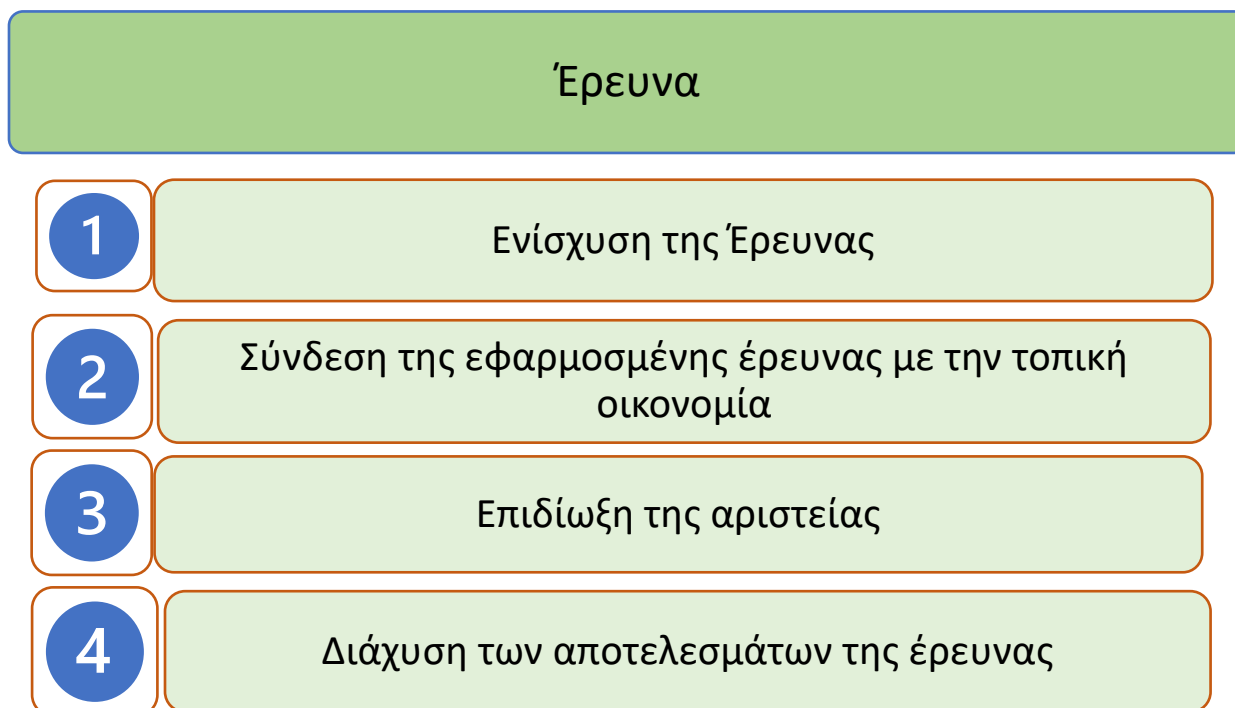 Έρευνα
1
Ενίσχυση της Έρευνας
2
Σύνδεση της εφαρμοσμένης έρευνας με την τοπική
οικονομία
3
Επιδίωξη της αριστείας
4
Διάχυση των αποτελεσμάτων της έρευνας